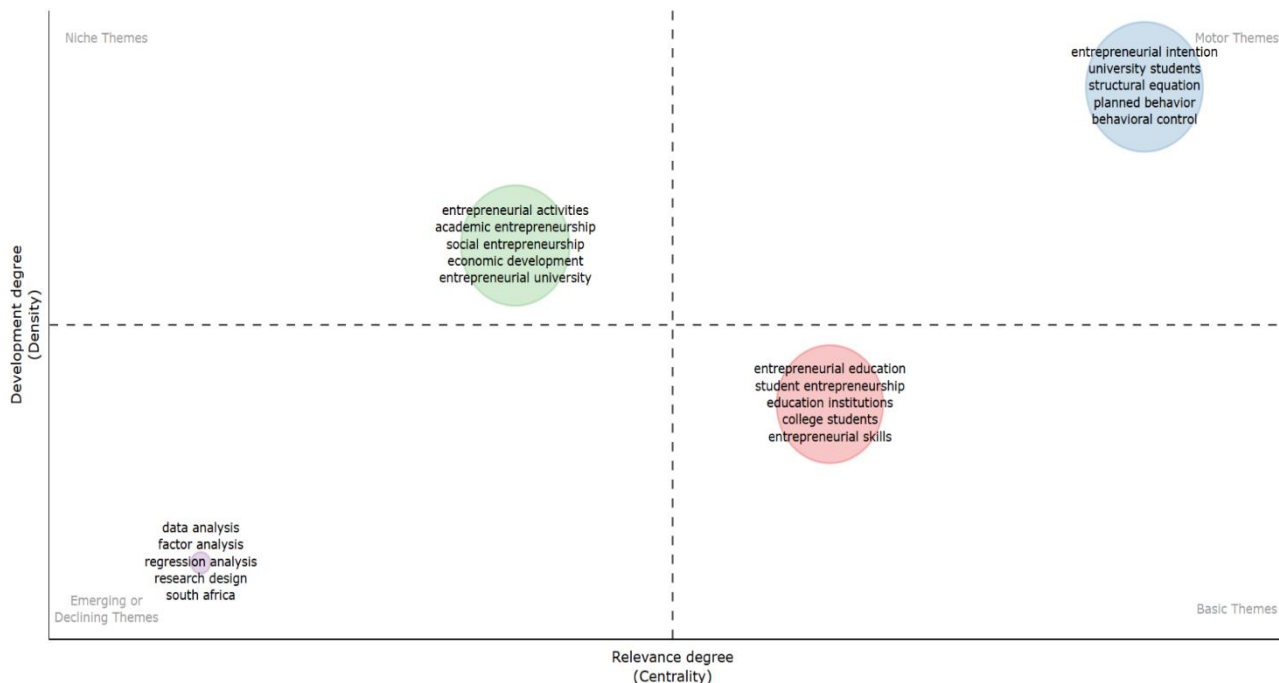 Niche Themes
Motor Themes
entrepreneurial intention
university students
structural equation
planned behavior
behavioral control
entrepreneurial activities
academic entrepreneurship
social entrepreneurship
economic development
entrepreneurial university
Development degree
(Density)
entrepreneurial education
student entrepreneurship
education institutions
college students
entrepreneurial skills
data analysis
factor analysis
regression analysis
research design
south africa
Emerging or
Declining Themes
Basic Themes
Relevance degree
(Centrality)